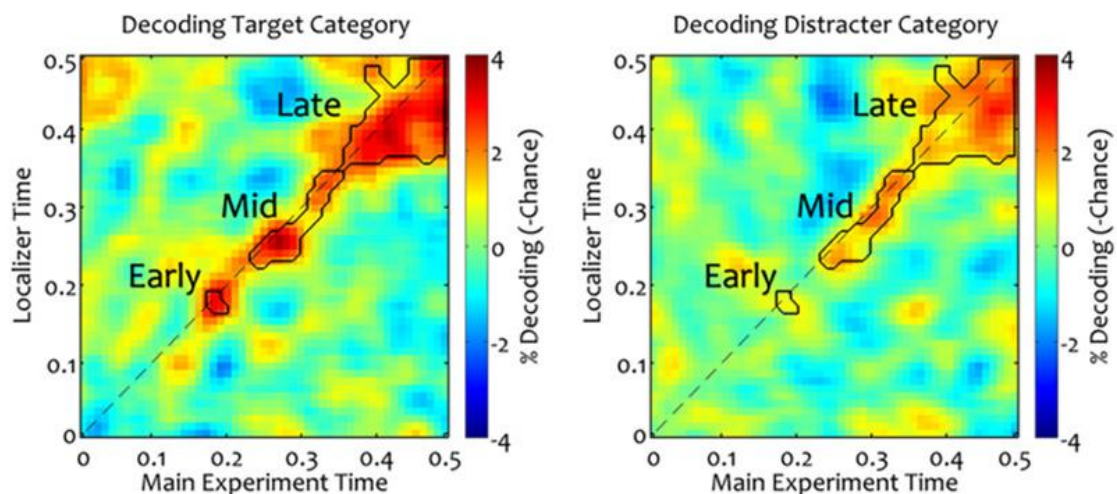 Decoding Target Category
Localizer Time
0.5
0.4
0.3
0.2
0.1
0
Late
Mid
Early
0
0.1
0.2
0.3
0.4
0.5
Main Experiment Time
4
2
0
-2
-4
% Decoding (-Chance)
Decoding Distracter Category
Localizer Time
0.5
0.4
0.3
0.2
0.1
0
Late
Mid
Early
0
0.1
0.2
0.3
0.4
0.5
Main Experiment Time
4
2
0
-2
-4
% Decoding (-Chance)